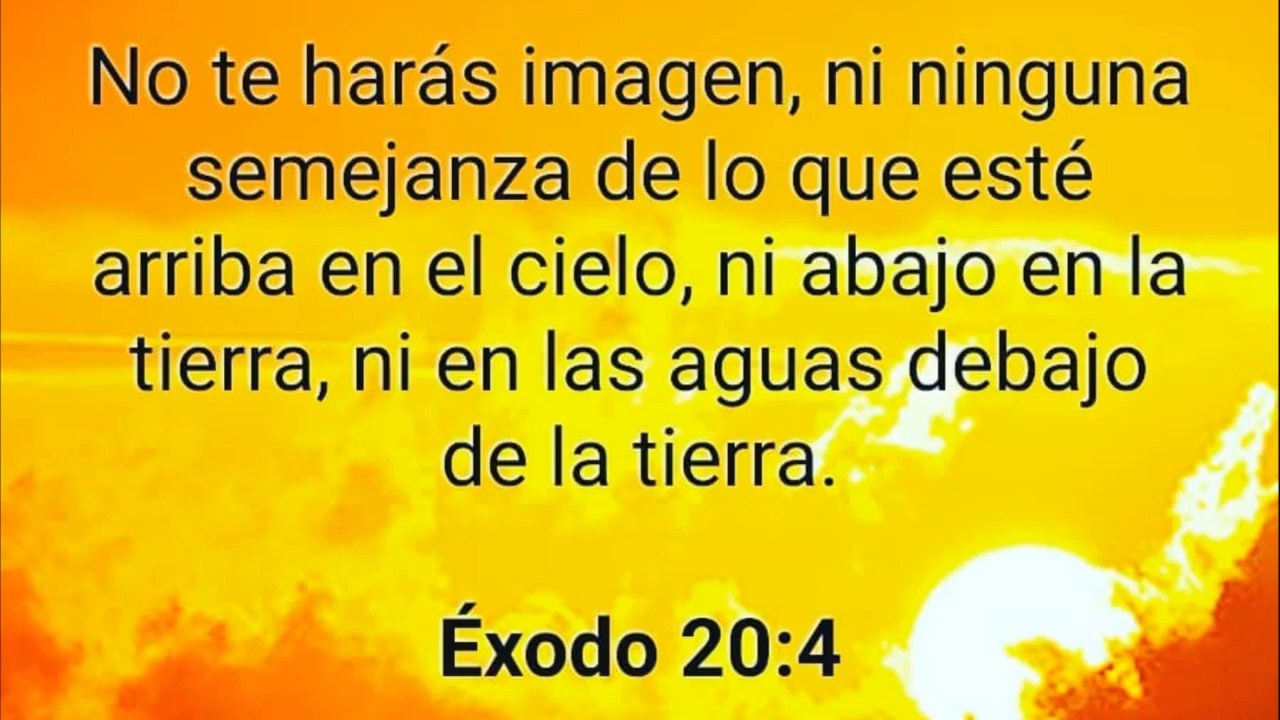 No te harás imagen, ni ninguna
semejanza de lo que esté
arriba en el cielo, ni abajo en la
tierra, ni en las aguas debajo
de la tierra.
Éxodo 20:4